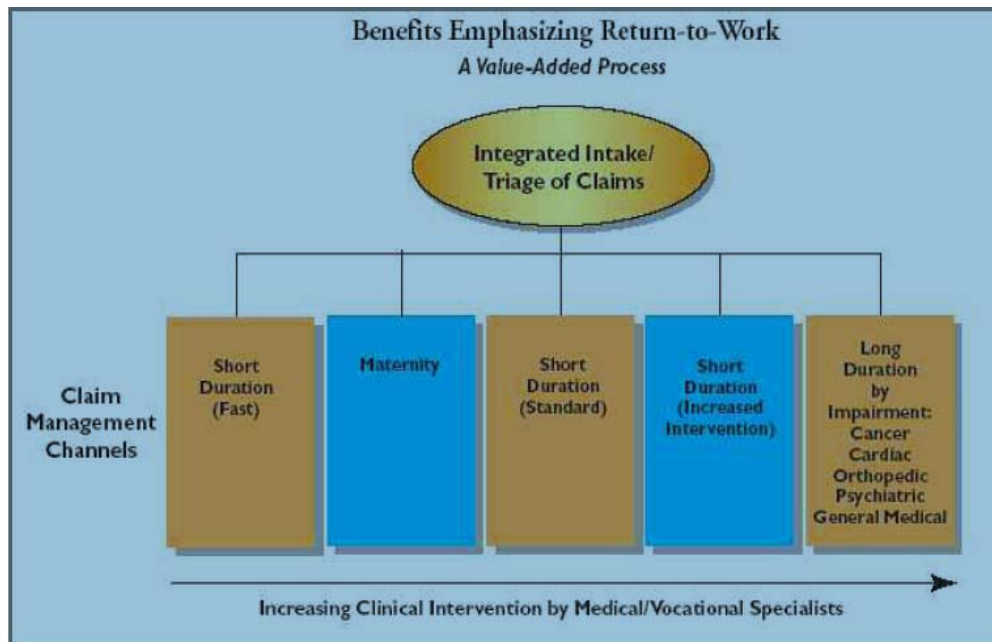 Benefits Emphasizing Return-to-Work
A Value-Added Process
Integrated Intake/
Triage of Claims
Claim
Management
Channels
Short
Duration
(Fast)
Maternity
Short
Duration
(Standard)
Short
Duration
(Increased
Intervention)
Long
Duration
by
Impairment:
Cancer
Cardiac
Orthopedic
Psychiatric
General Medical
Increasing Clinical Intervention by Medical/Vocational Specialists